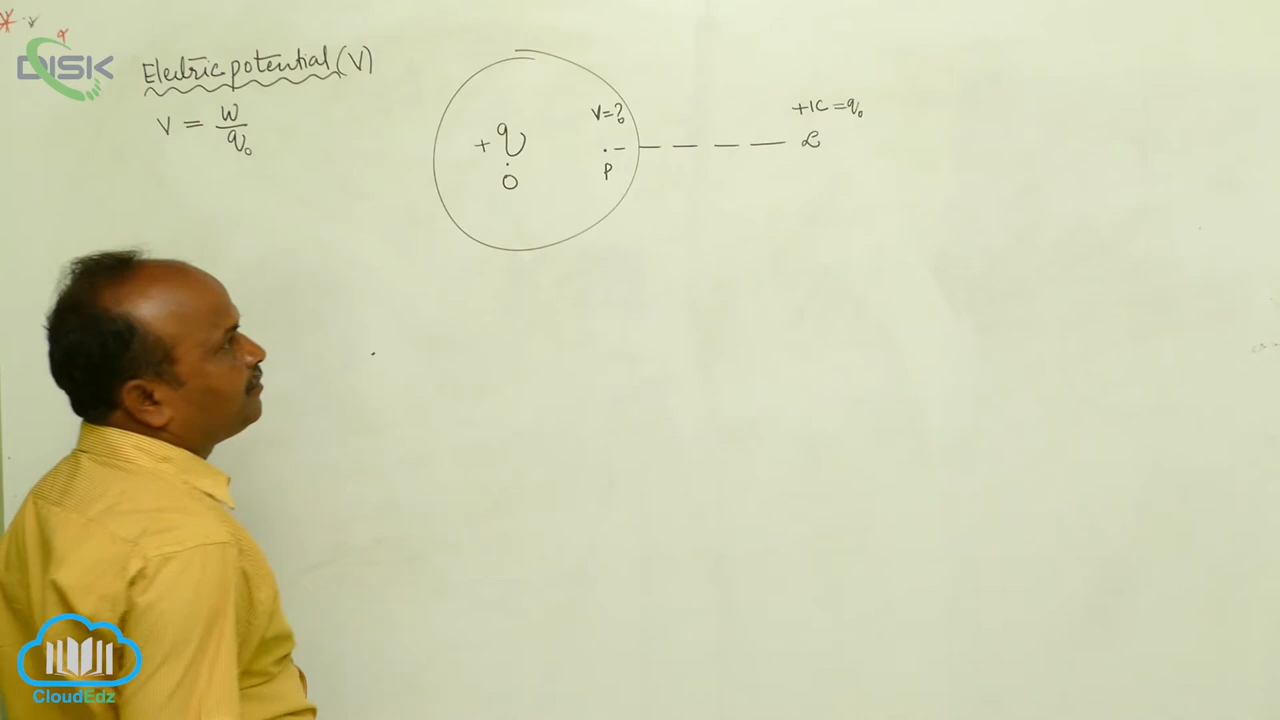 DISK
Electric potential (V)
V = W/q₀
+q
O
V=?
P
+1C=q₀
∞
CloudEdz